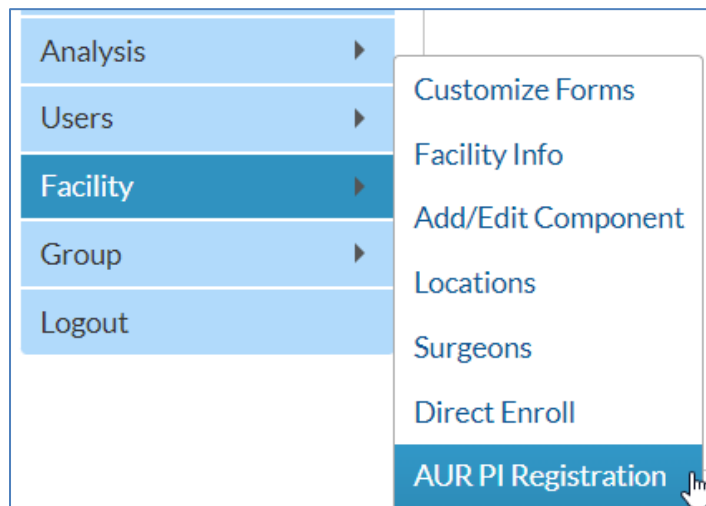 Analysis
Users
Facility
Group
Logout
Customize Forms
Facility Info
Add/Edit Component
Locations
Surgeons
Direct Enroll
AUR PI Registration